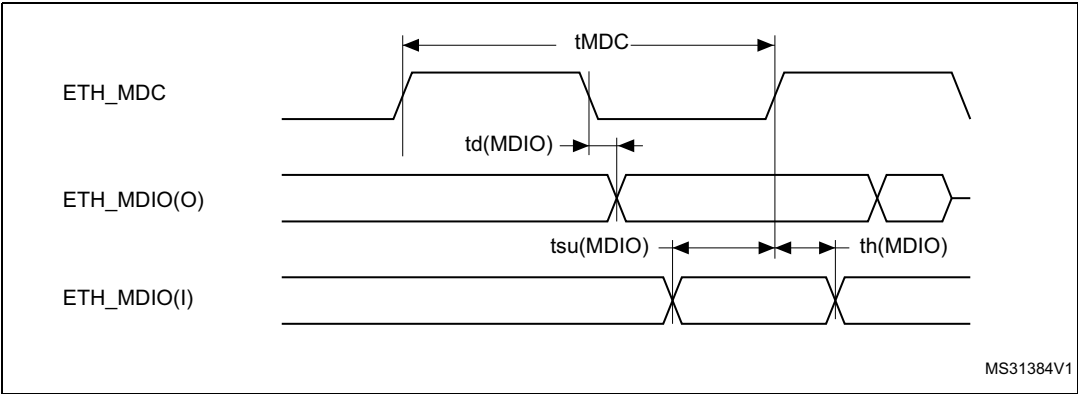 tMDC
ETH_MDC
td(MDIO)
ETH_MDIO(O)
tsu(MDIO)
th(MDIO)
ETH_MDIO(I)
MS31384V1